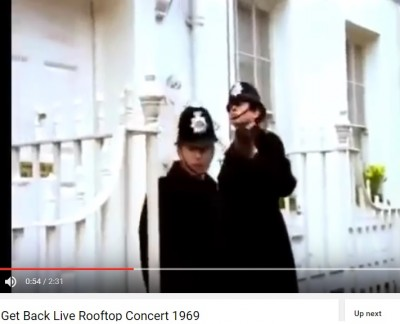 0:54 / 2:31
Get Back Live Rooftop Concert 1969
Up next